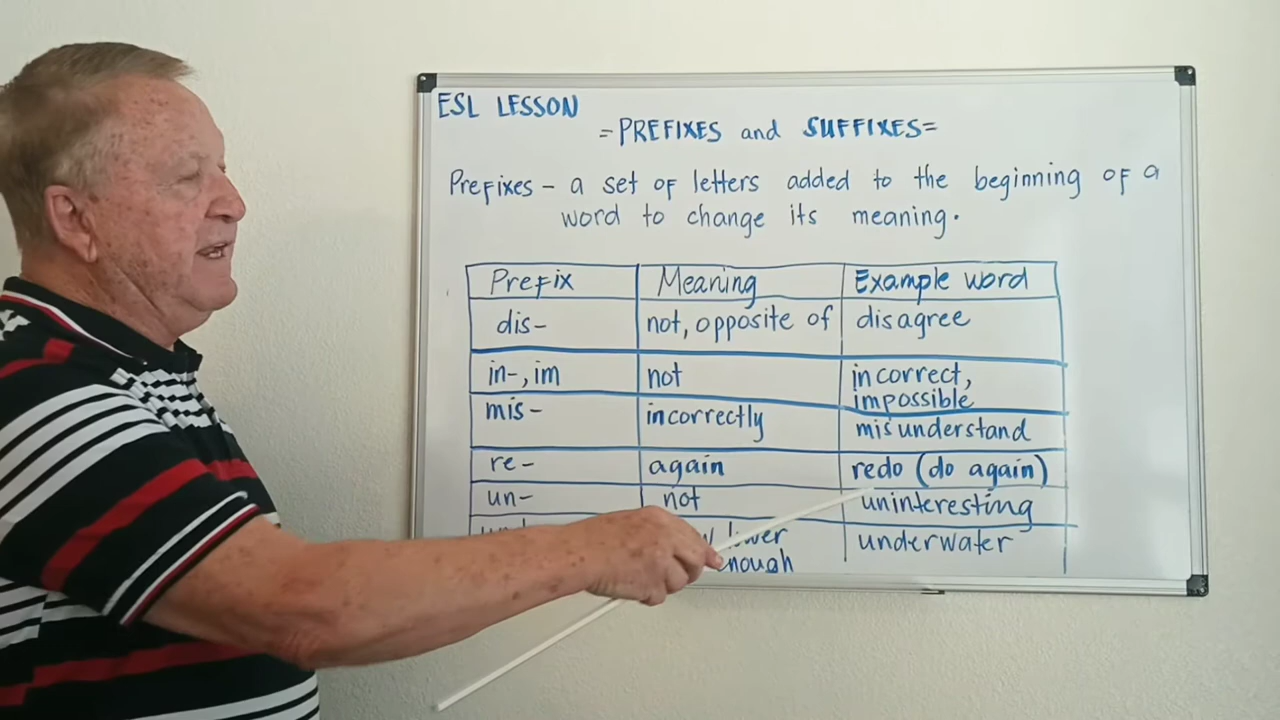 ESL LESSON
=PREFIXES and SUFFIXES=
Prefixes - a set of letters added to the beginning of a
word to change its meaning.
Prefix Meaning Example word
dis- not, opposite of disagree
in-, im not incorrect,
impossible
mis- incorrectly misunderstand
re- again redo (do again)
un- not uninteresting
lower underwater